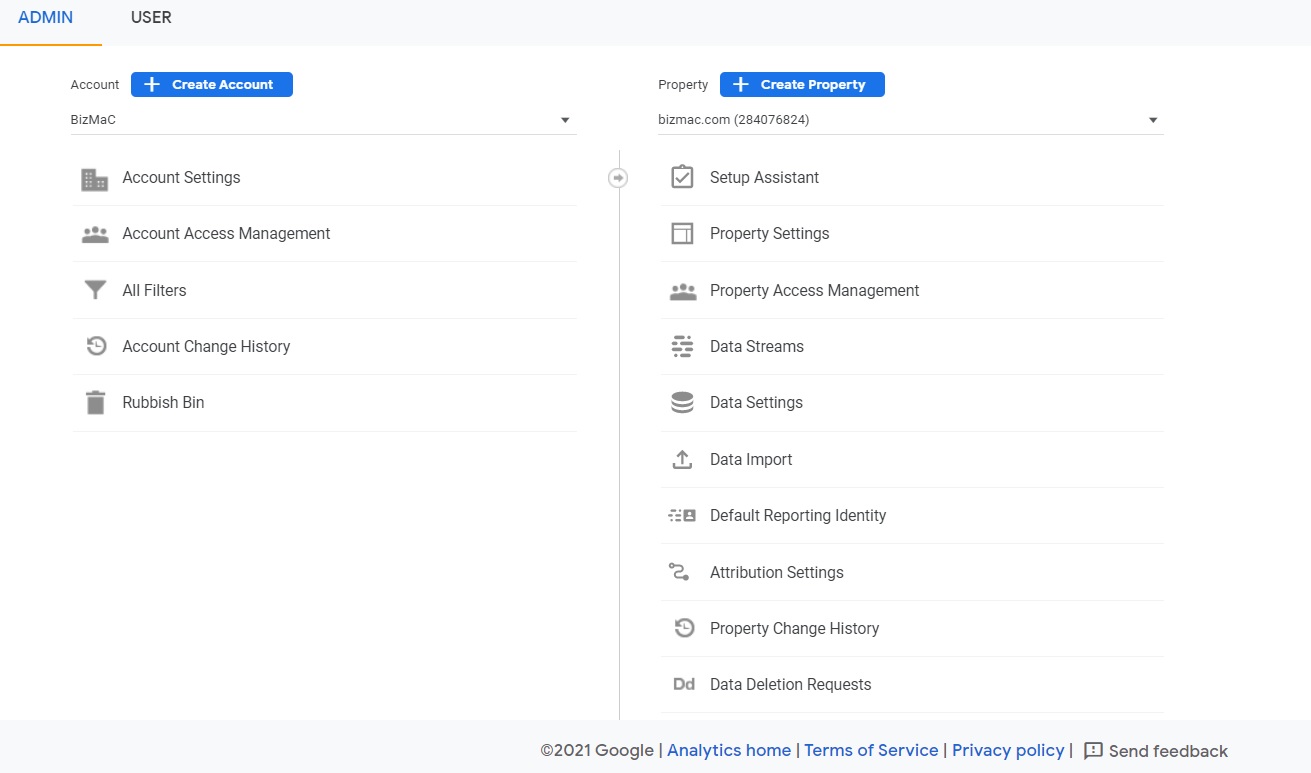 ADMIN USER
Account Create Account
BizMaC
Account Settings
Account Access Management
All Filters
Account Change History
Rubbish Bin
Property Create Property
bizmac.com (284076824)
Setup Assistant
Property Settings
Property Access Management
Data Streams
Data Settings
Data Import
Default Reporting Identity
Attribution Settings
Property Change History
Dd Data Deletion Requests
©2021 Google | Analytics home | Terms of Service | Privacy policy | Send feedback